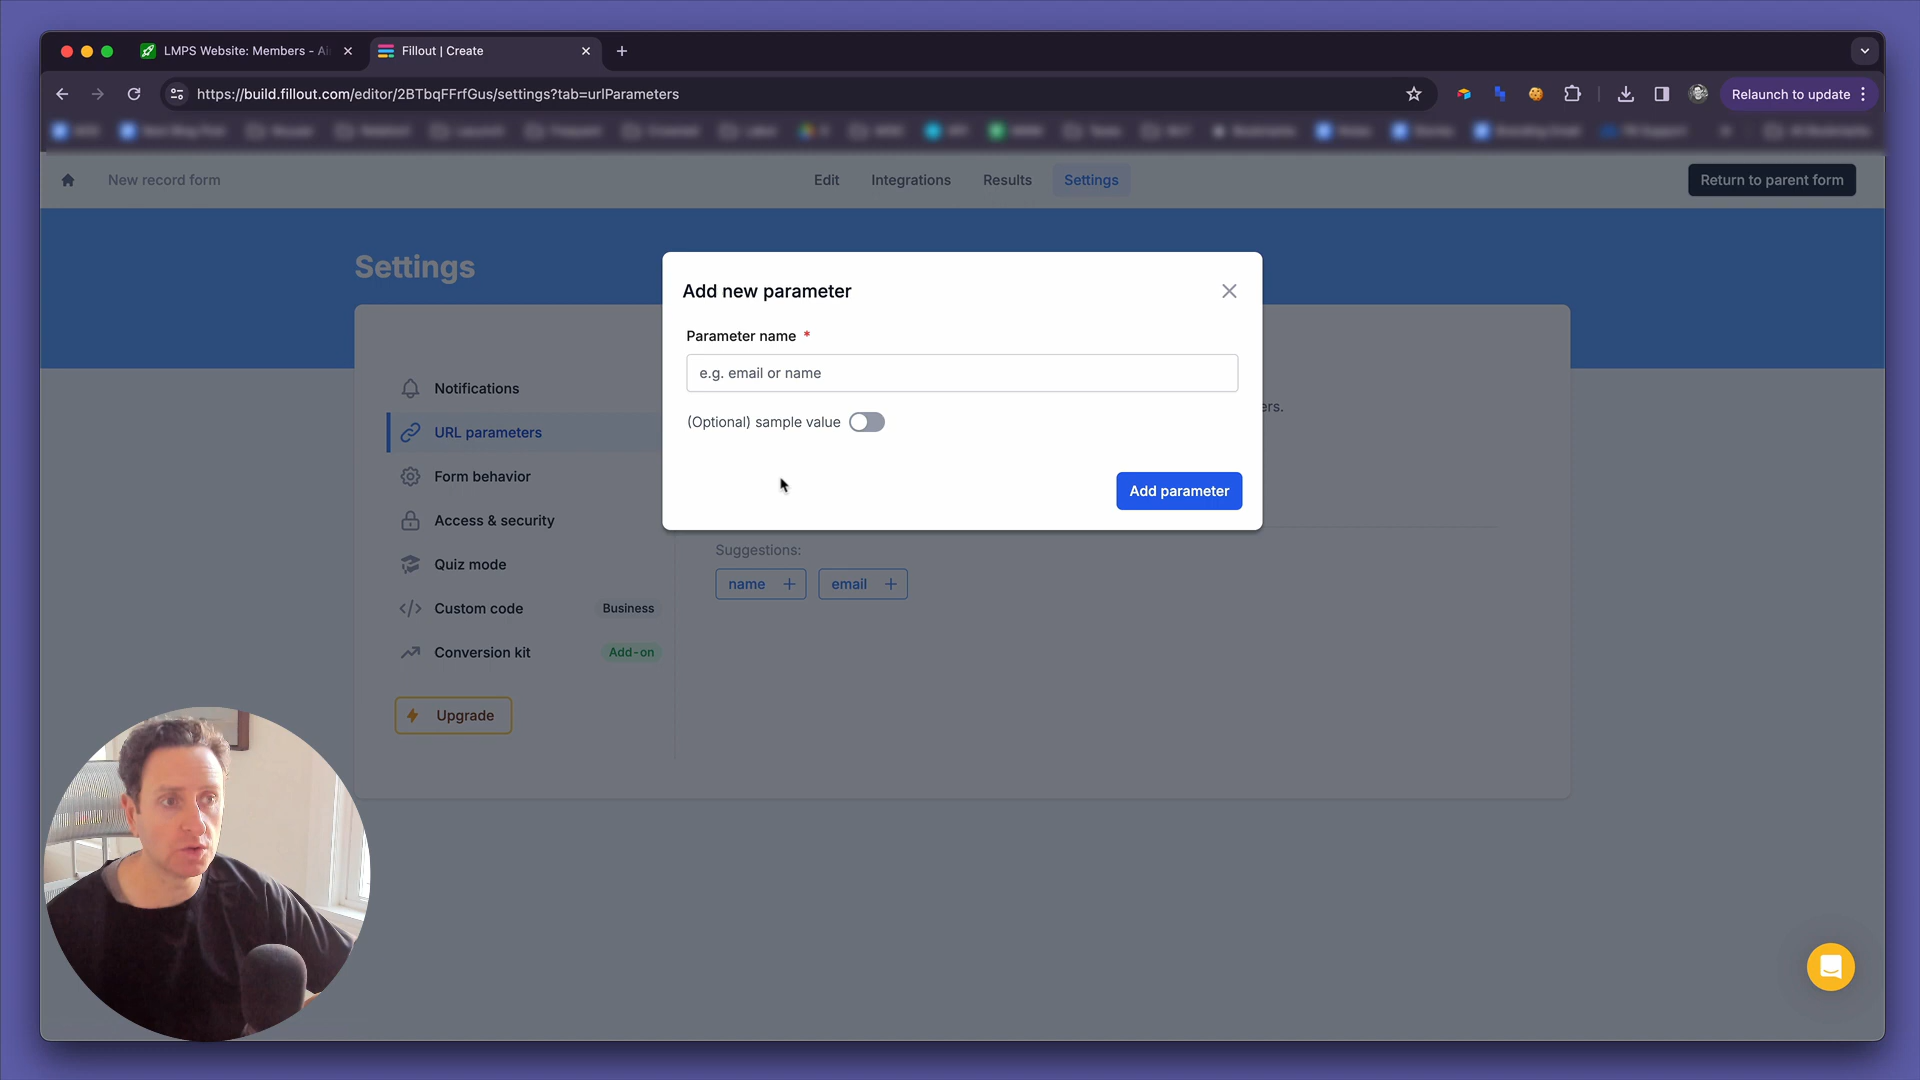 LMPS Website: Members - Ai
Fillout | Create
https://build.fillout.com/editor/2BTbqFFrfGus/settings?tab=urlParameters
Relaunch to update
New record form
Edit
Integrations
Results
Settings
Return to parent form
Settings
Add new parameter
Parameter name *
e.g. email or name
(Optional) sample value
Add parameter
ers.
Notifications
URL parameters
Form behavior
Access & security
Quiz mode
Custom code
Business
Conversion kit
Add-on
Upgrade
Suggestions:
name
email